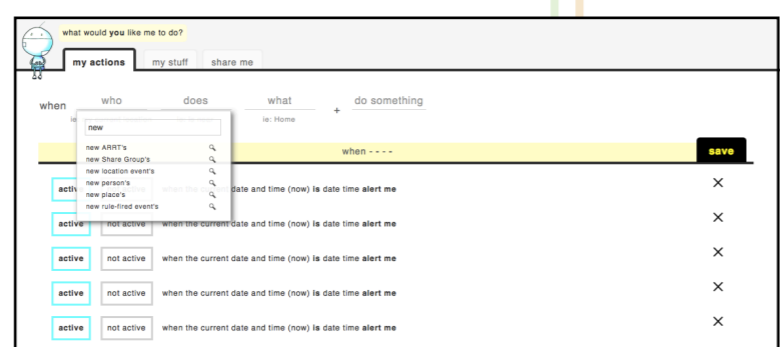 what would you like me to do?
my actions my stuff share me
when who does what + do something
ie: Home
new
new ARRT's
new Share Group's
new location event's
new person's
new place's
new rule-fired event's
when - - - -
save
active date and time (now) is date time alert me
active not active when the current date and time (now) is date time alert me
active not active when the current date and time (now) is date time alert me
active not active when the current date and time (now) is date time alert me
active not active when the current date and time (now) is date time alert me